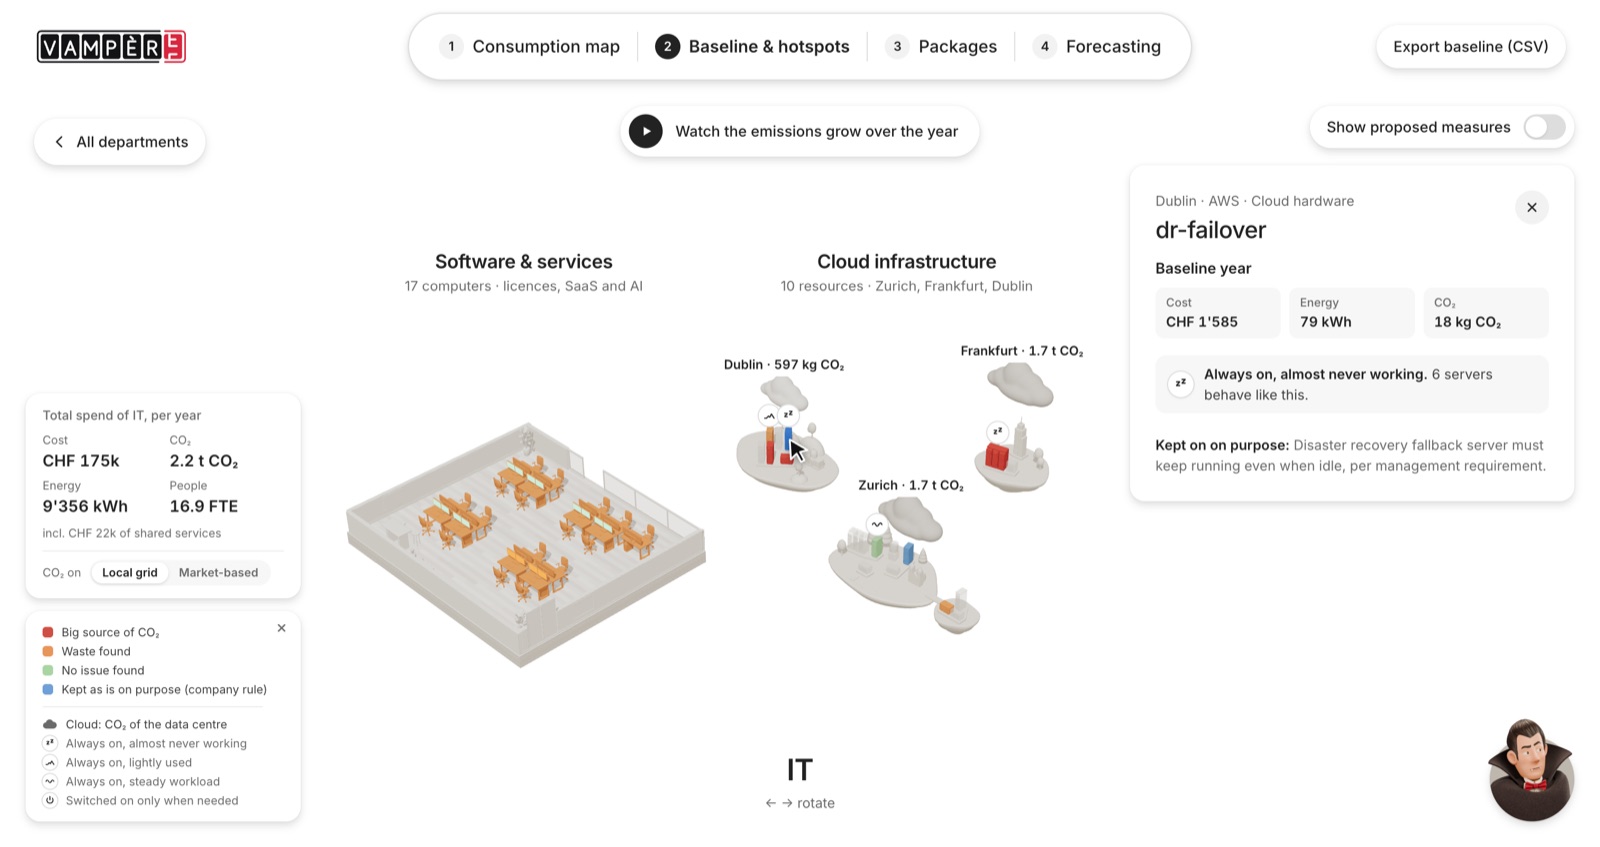 VAMPÈREE
1 Consumption map
2 Baseline & hotspots
3 Packages
4 Forecasting
Export baseline (CSV)
All departments
Watch the emissions grow over the year
Show proposed measures
Dublin · AWS · Cloud hardware
dr-failover
Baseline year
Cost
CHF 1'585
Energy
79 kWh
CO₂
18 kg CO₂
zz Always on, almost never working. 6 servers
behave like this.
Kept on on purpose: Disaster recovery fallback server must
keep running even when idle, per management requirement.
Software & services
17 computers · licences, SaaS and AI
Cloud infrastructure
10 resources · Zurich, Frankfurt, Dublin
Frankfurt · 1.7 t CO₂
Dublin · 597 kg CO₂
zz
zz
Zurich · 1.7 t CO₂
Total spend of IT, per year
Cost
CHF 175k
CO₂
2.2 t CO₂
Energy
9'356 kWh
People
16.9 FTE
incl. CHF 22k of shared services
CO₂ on Local grid Market-based
Big source of CO₂
Waste found
No issue found
Kept as is on purpose (company rule)
Cloud: CO₂ of the data centre
zz Always on, almost never working
Always on, lightly used
Always on, steady workload
Switched on only when needed
IT
← → rotate